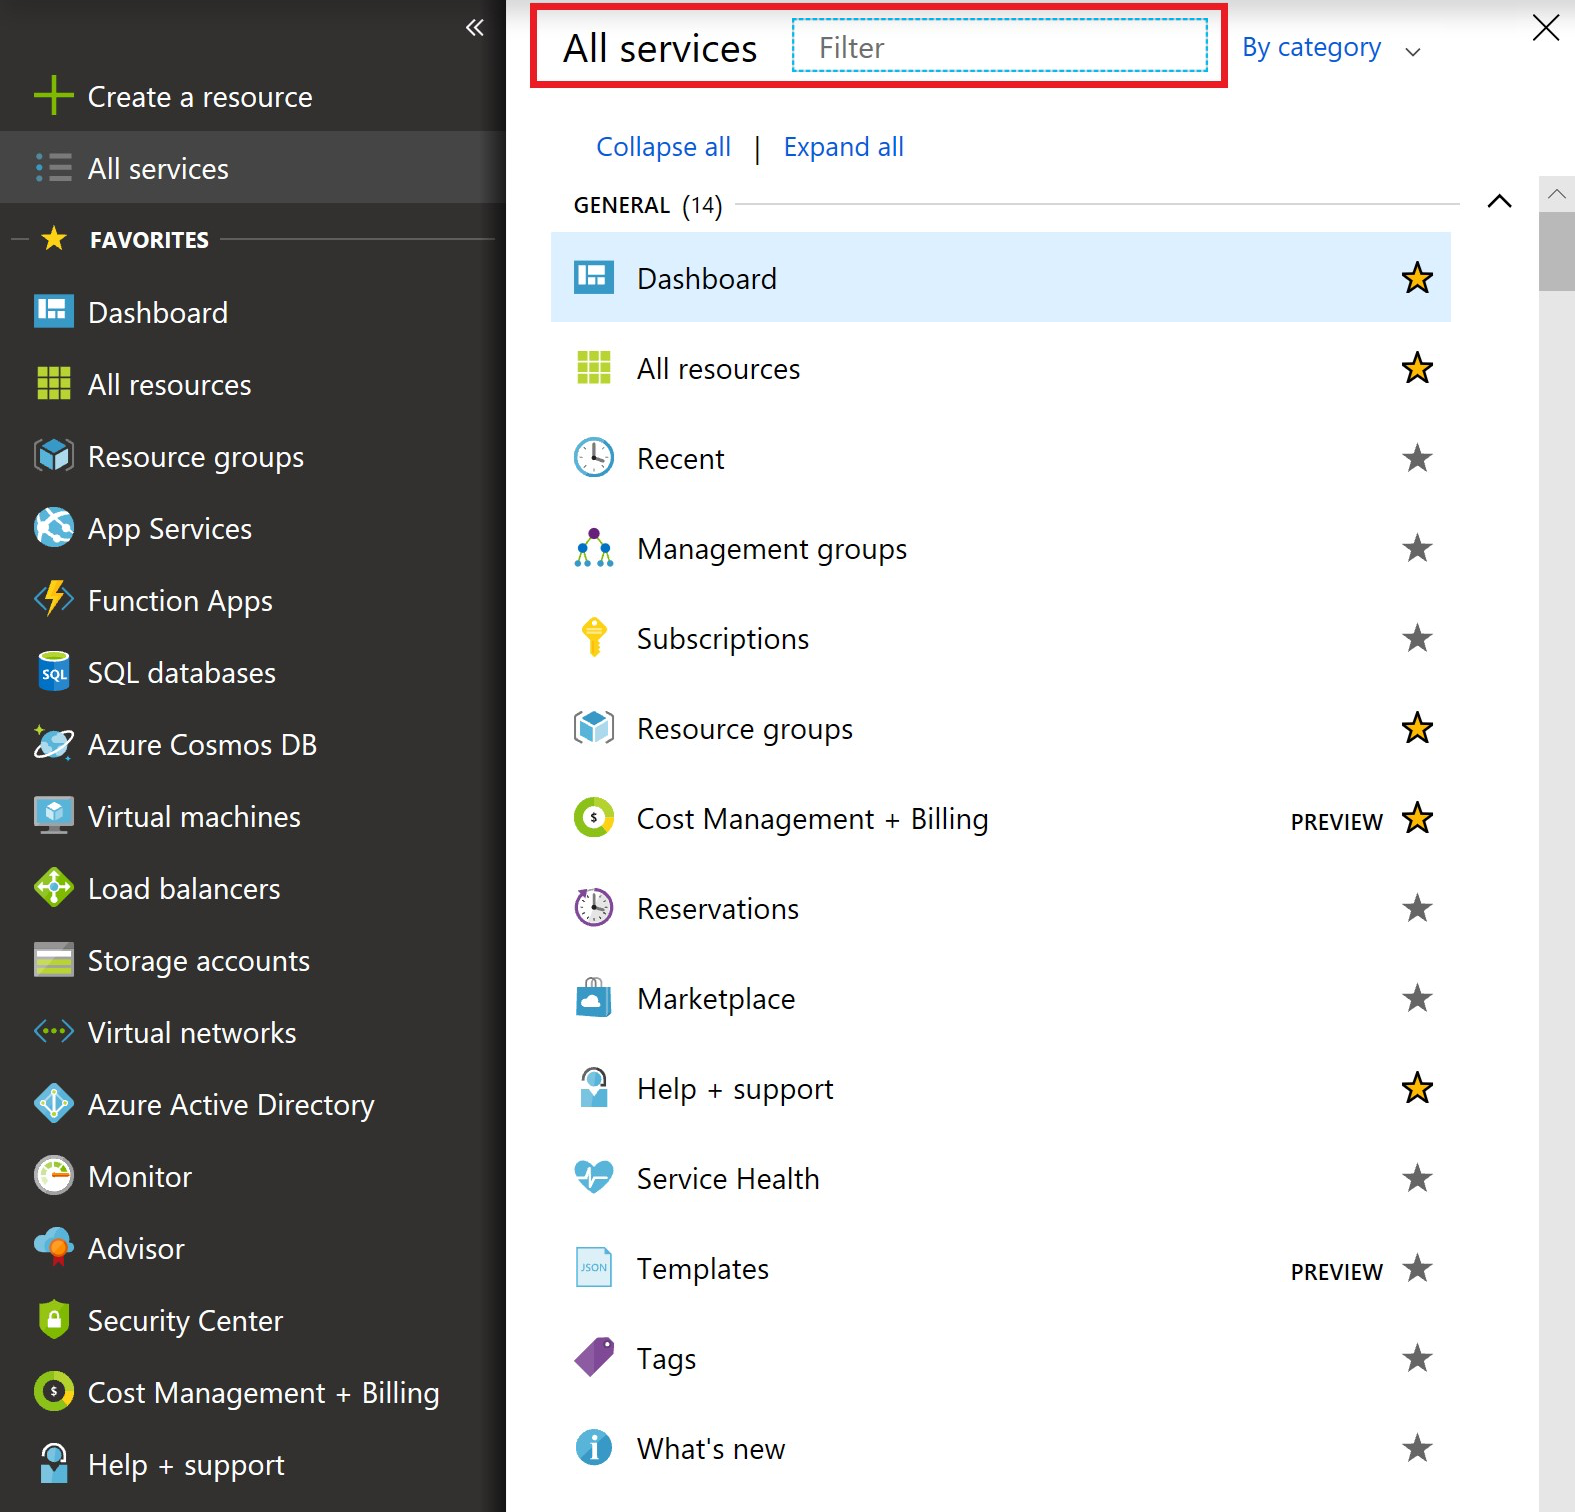 «
Create a resource
All services
FAVORITES
Dashboard
All resources
Resource groups
App Services
Function Apps
SQL
SQL databases
Azure Cosmos DB
Virtual machines
Load balancers
Storage accounts
Virtual networks
Azure Active Directory
Monitor
Advisor
Security Center
$
Cost Management + Billing
Help + support
All services
Filter
By category
Collapse all | Expand all
GENERAL (14)
Dashboard
All resources
Recent
Management groups
Subscriptions
Resource groups
$
Cost Management + Billing PREVIEW
Reservations
Marketplace
Help + support
Service Health
JSON
Templates PREVIEW
Tags
What's new